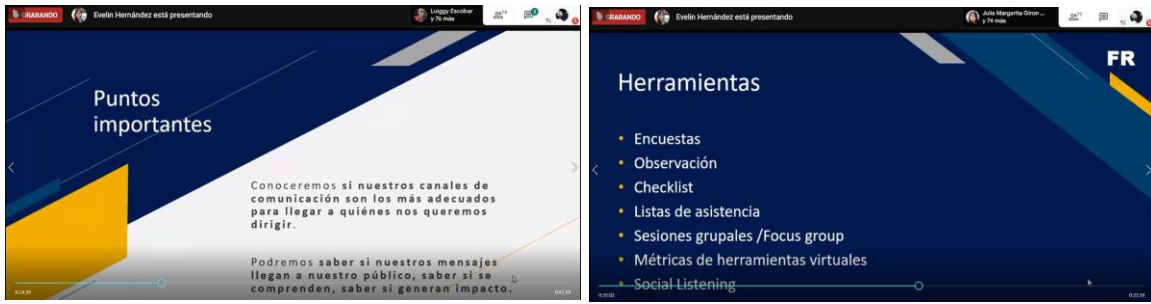 GRABANDO
Evelin Hernández está presentando
Luiggy Escobar
y 76 más
Puntos
importantes
Conoceremos si nuestros canales de
comunicación son los más adecuados
para llegar a quiénes nos queremos
dirigir.
Podremos saber si nuestros mensajes
llegan a nuestro público, saber si se
comprenden, saber si generan impacto.
GRABANDO
Evelin Hernández está presentando
Julia Margarita Giron ...
y 74 más
FR
Herramientas
• Encuestas
• Observación
• Checklist
• Listas de asistencia
• Sesiones grupales /Focus group
• Métricas de herramientas virtuales
• Social Listening